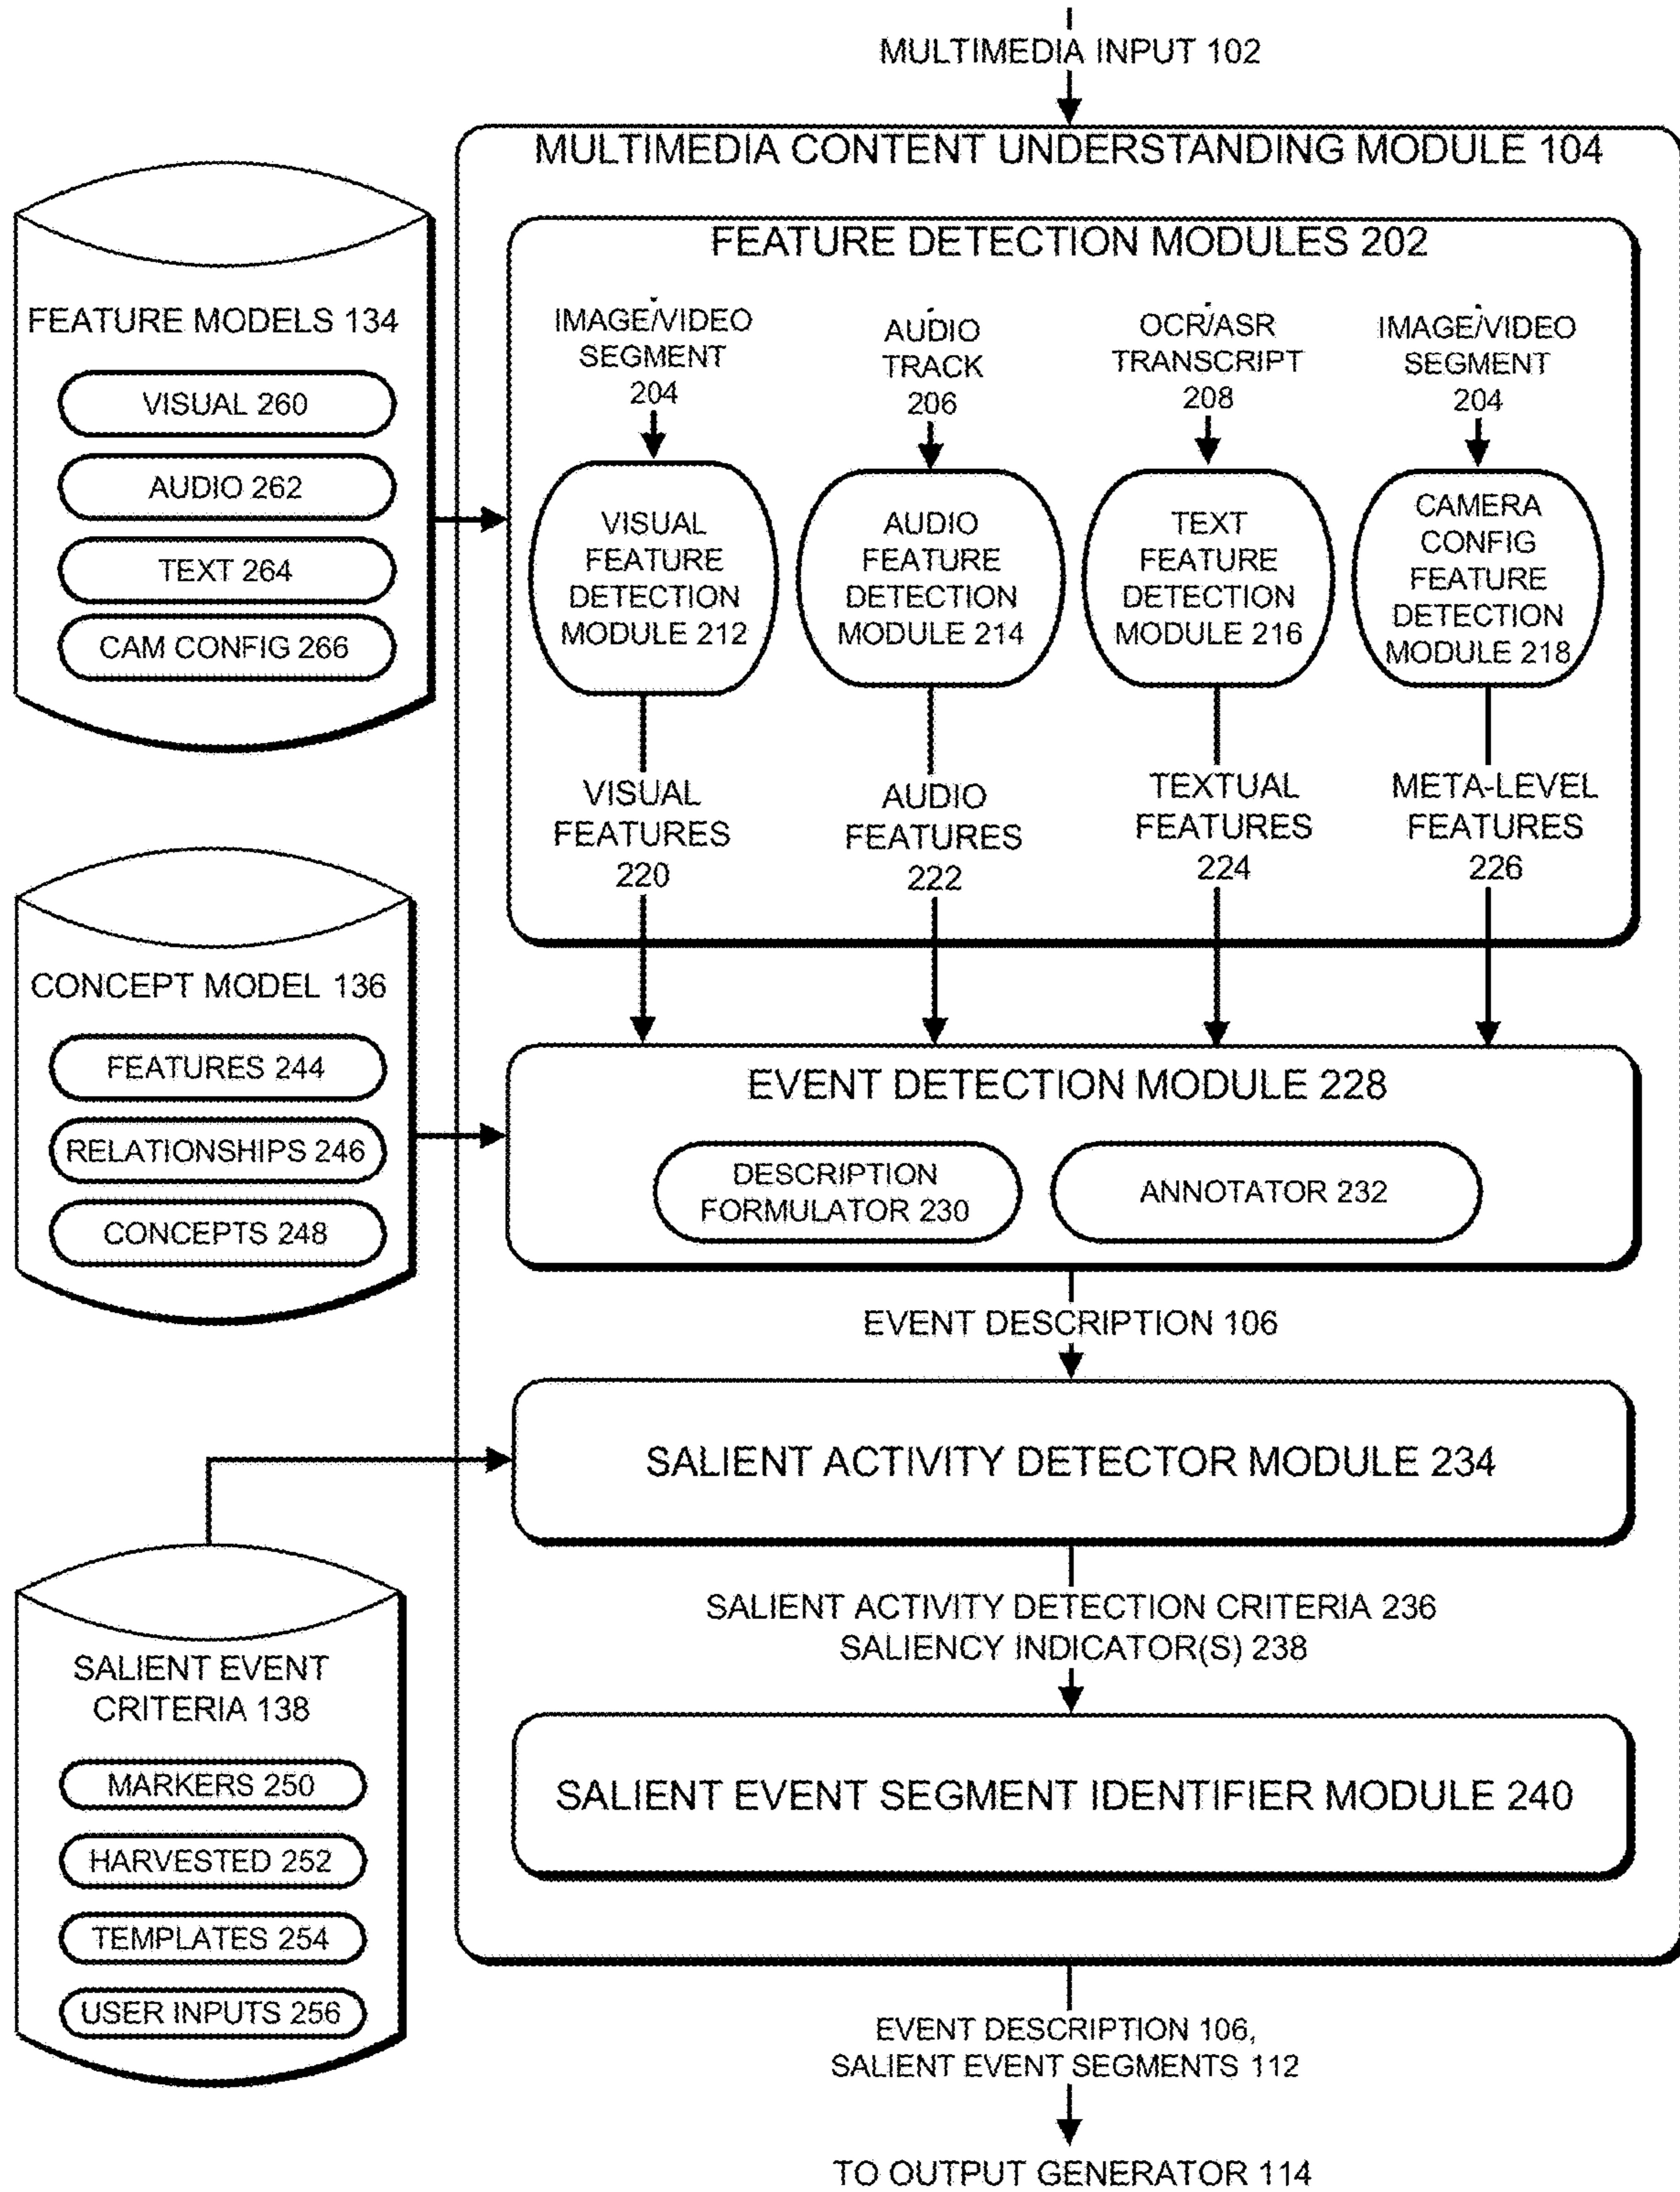 MULTIMEDIA INPUT 102
MULTIMEDIA CONTENT UNDERSTANDING MODULE 104
FEATURE DETECTION MODULES 202
IMAGE/VIDEO
SEGMENT
204
AUDIO
TRACK
206
OCR/ASR
TRANSCRIPT
208
IMAGE/VIDEO
SEGMENT
204
VISUAL
FEATURE
DETECTION
MODULE 212
AUDIO
FEATURE
DETECTION
MODULE 214
TEXT
FEATURE
DETECTION
MODULE 216
CAMERA
CONFIG
FEATURE
DETECTION
MODULE 218
VISUAL
FEATURES
220
AUDIO
FEATURES
222
TEXTUAL
FEATURES
224
META-LEVEL
FEATURES
226
FEATURE MODELS 134
VISUAL 260
AUDIO 262
TEXT 264
CAM CONFIG 266
CONCEPT MODEL 136
FEATURES 244
RELATIONSHIPS 246
CONCEPTS 248
EVENT DETECTION MODULE 228
DESCRIPTION
FORMULATOR 230
ANNOTATOR 232
EVENT DESCRIPTION 106
SALIENT ACTIVITY DETECTOR MODULE 234
SALIENT ACTIVITY DETECTION CRITERIA 236
SALIENCY INDICATOR(S) 238
SALIENT EVENT
CRITERIA 138
MARKERS 250
HARVESTED 252
TEMPLATES 254
USER INPUTS 256
SALIENT EVENT SEGMENT IDENTIFIER MODULE 240
EVENT DESCRIPTION 106,
SALIENT EVENT SEGMENTS 112
TO OUTPUT GENERATOR 114